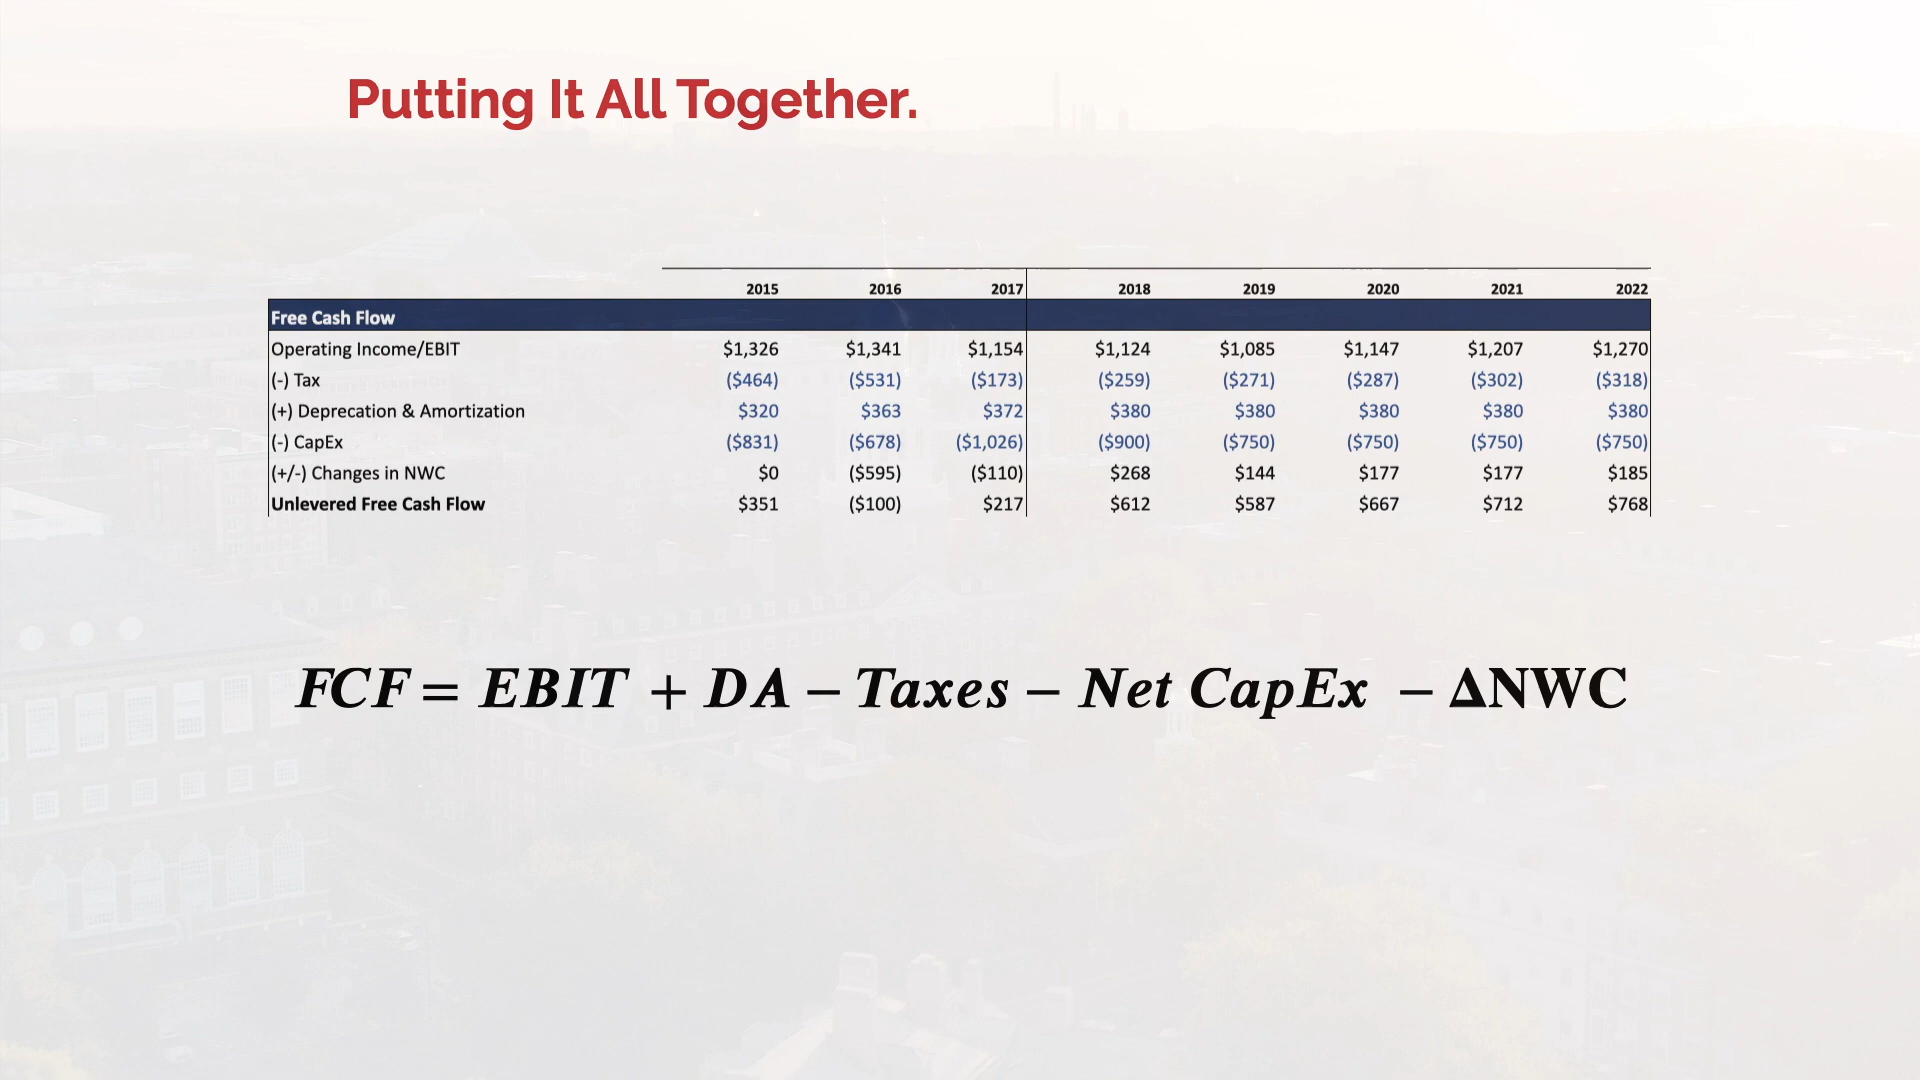 Putting It All Together.
2015 2016 2017 2018 2019 2020 2021 2022
Free Cash Flow
Operating Income/EBIT $1,326 $1,341 $1,154 $1,124 $1,085 $1,147 $1,207 $1,270
(-) Tax ($464) ($531) ($173) ($259) ($271) ($287) ($302) ($318)
(+) Deprecation & Amortization $320 $363 $372 $380 $380 $380 $380 $380
(-) CapEx ($831) ($678) ($1,026) ($900) ($750) ($750) ($750) ($750)
(+/-) Changes in NWC $0 ($595) ($110) $268 $144 $177 $177 $185
Unlevered Free Cash Flow $351 ($100) $217 $612 $587 $667 $712 $768
FCF = EBIT + DA – Taxes – Net CapEx – ΔNWC